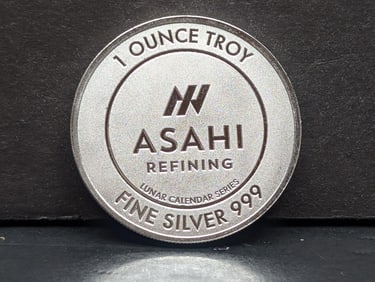 1 OUNCE TROY
ASAHI
REFINING
LUNAR CALENDAR SERIES
FINE SILVER 999